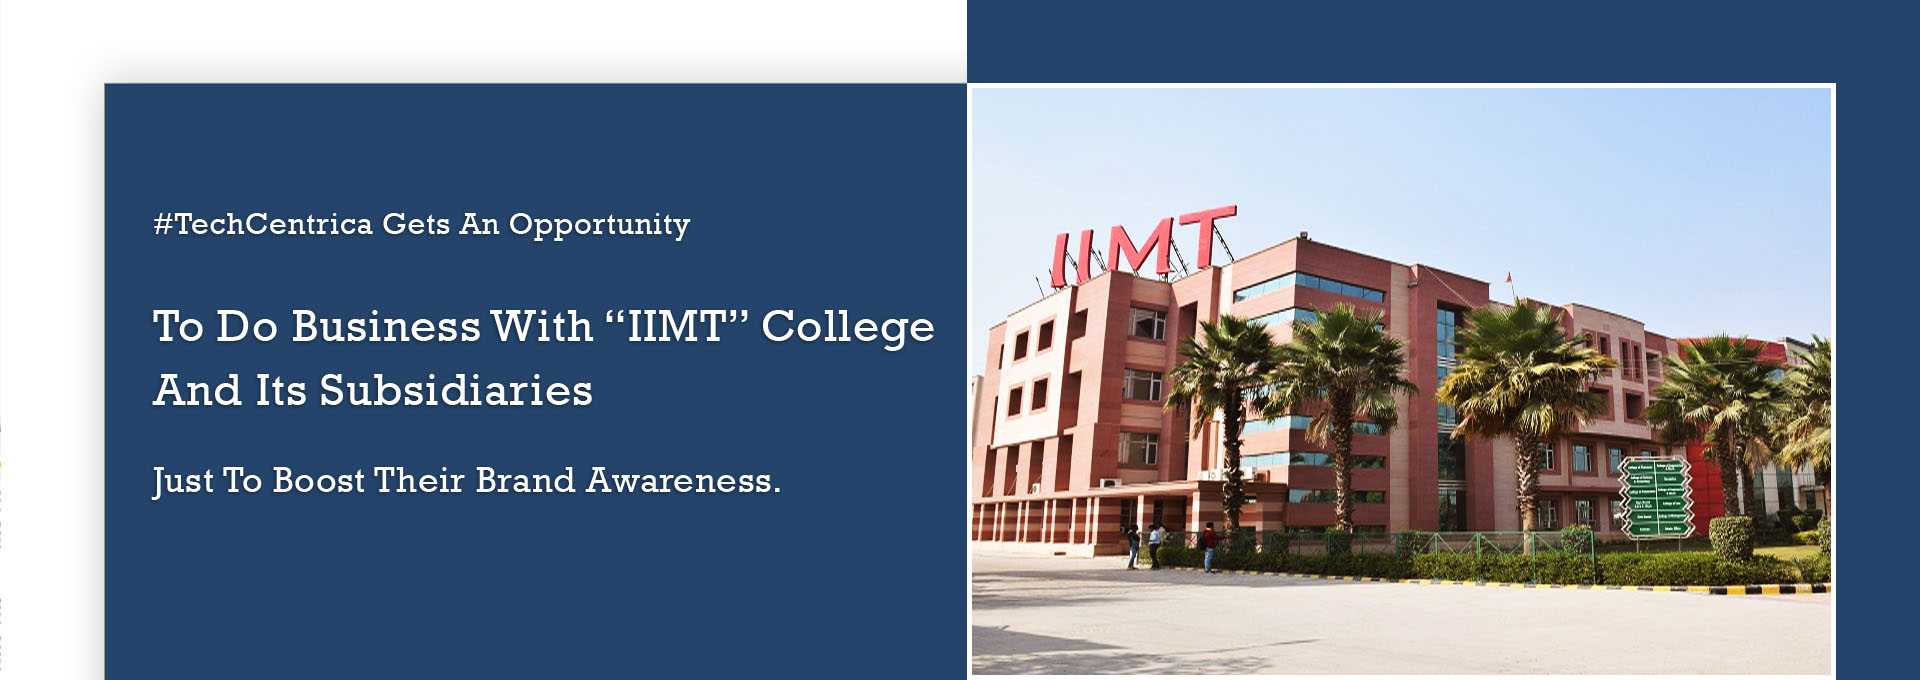 #TechCentrica Gets An Opportunity
To Do Business With “IIMT” College
And Its Subsidiaries
Just To Boost Their Brand Awareness.
IIMT